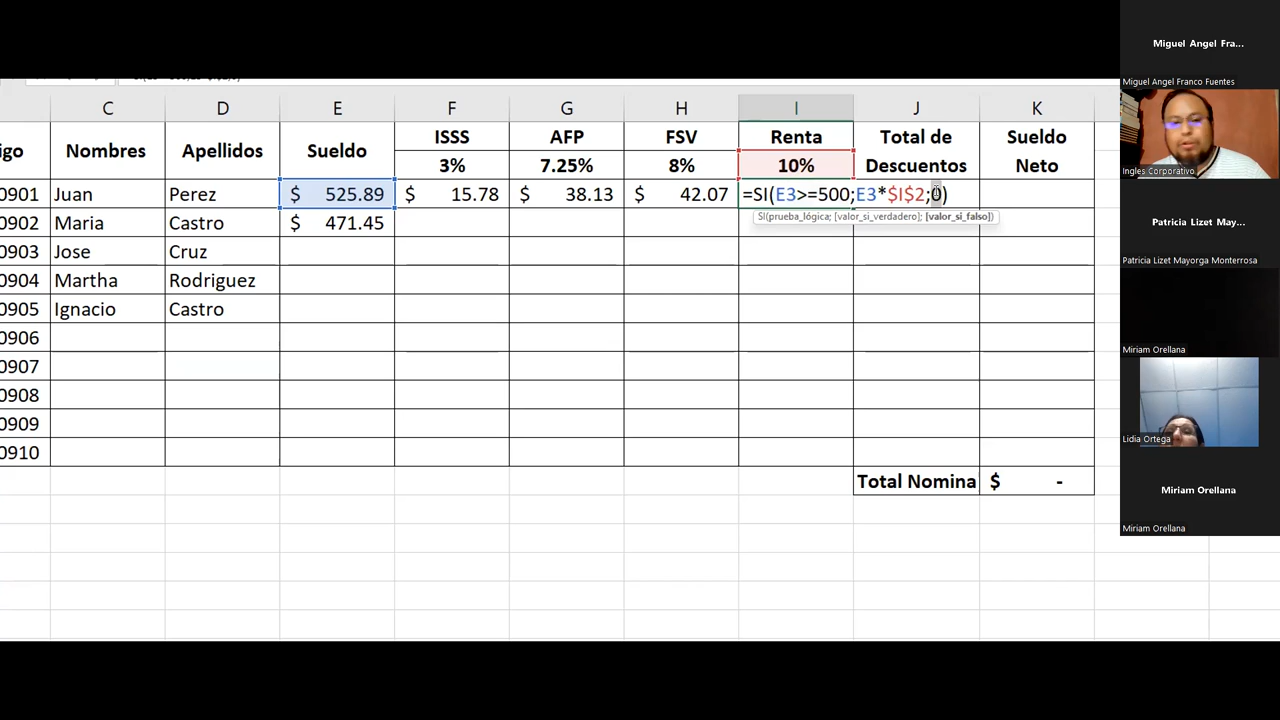 C D E F G H I J K
igo Nombres Apellidos Sueldo ISSS AFP FSV Renta Total de Descuentos Sueldo Neto
3% 7.25% 8% 10%
0901 Juan Perez $ 525.89 $ 15.78 $ 38.13 $ 42.07 =SI(E3>=500;E3*$I$2;0)
SI(prueba_lógica; [valor_si_verdadero]; [valor_si_falso])
0902 Maria Castro $ 471.45
0903 Jose Cruz
0904 Martha Rodriguez
0905 Ignacio Castro
0906
0907
0908
0909
0910
Total Nomina $ -
Miguel Angel Fra...
Miguel Angel Franco Fuentes
Ingles Corporativo
Patricia Lizet May...
Patricia Lizet Mayorga Monterrosa
Miriam Orellana
Lidia Ortega
Miriam Orellana
Miriam Orellana